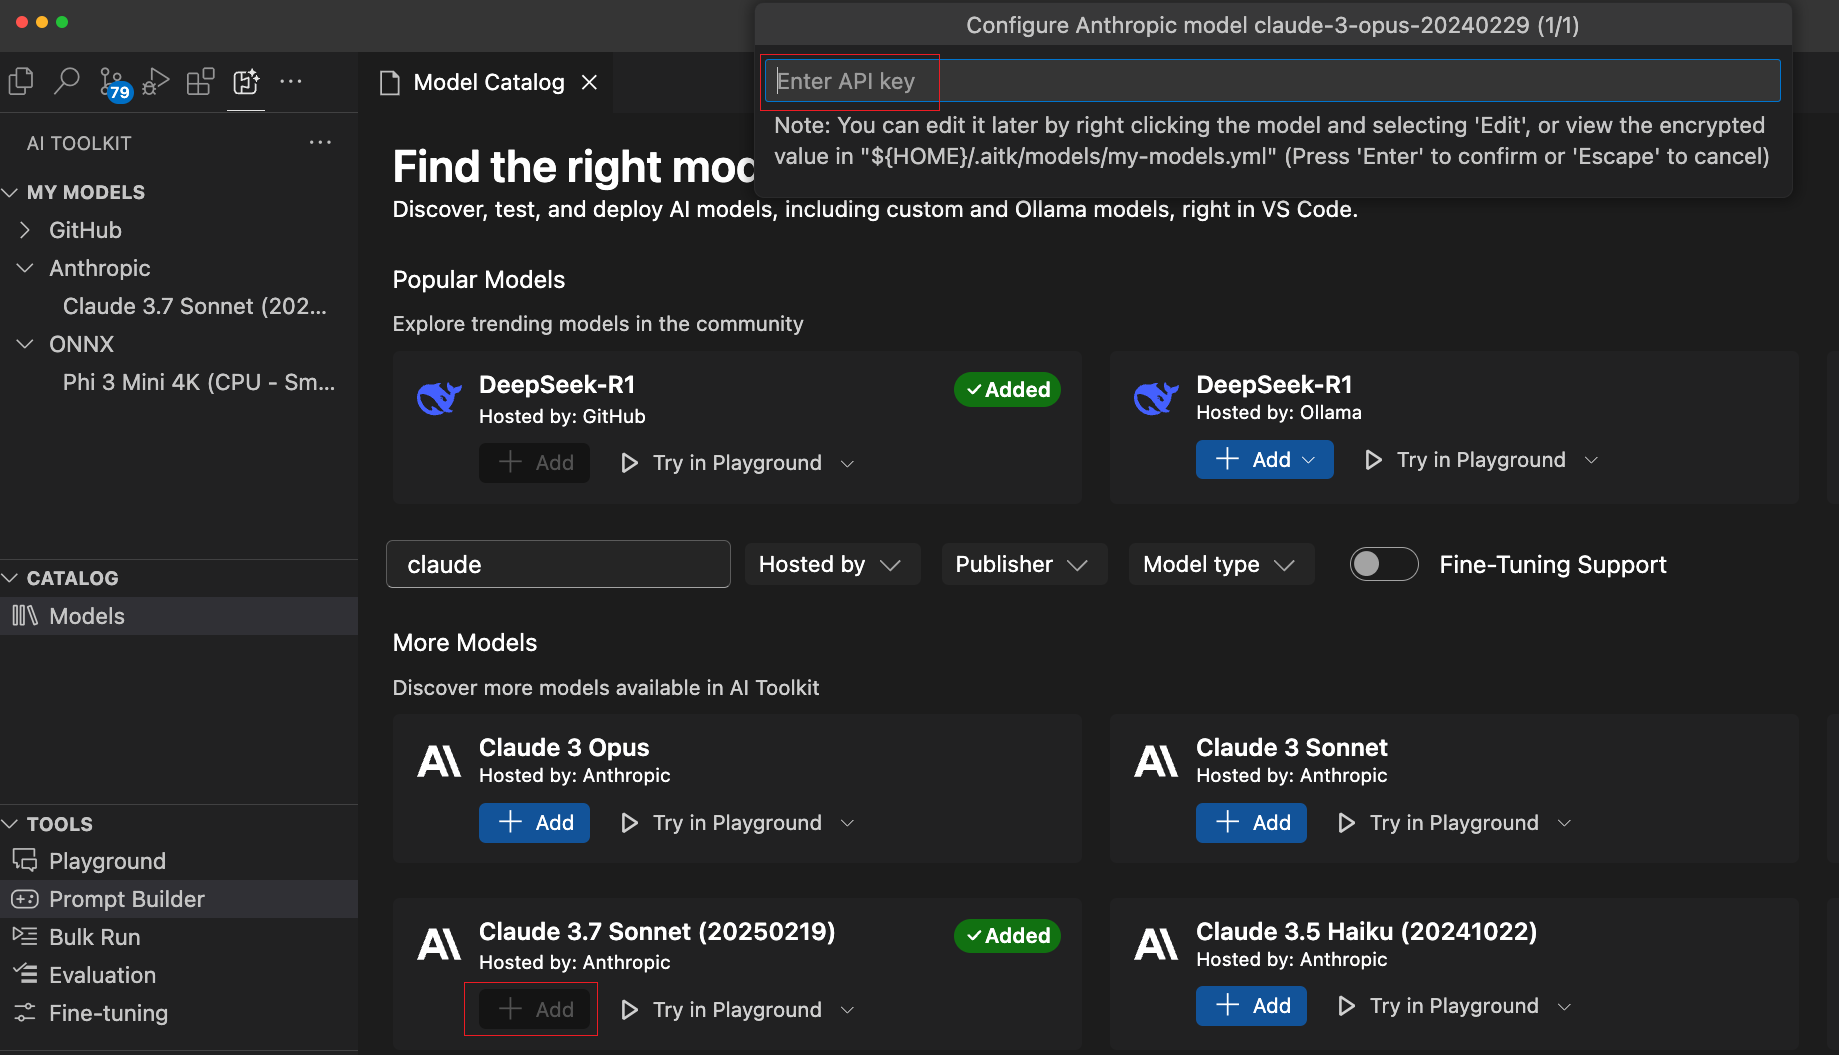 Configure Anthropic model claude-3-opus-20240229 (1/1)
Enter API key
Note: You can edit it later by right clicking the model and selecting 'Edit', or view the encrypted
value in "${HOME}/.aitk/models/my-models.yml" (Press 'Enter' to confirm or 'Escape' to cancel)
79
AI TOOLKIT
MY MODELS
GitHub
Anthropic
Claude 3.7 Sonnet (202...
ONNX
Phi 3 Mini 4K (CPU - Sm...
CATALOG
Models
TOOLS
Playground
Prompt Builder
Bulk Run
Evaluation
Fine-tuning
Model Catalog
Find the right mod
Discover, test, and deploy AI models, including custom and Ollama models, right in VS Code.
Popular Models
Explore trending models in the community
DeepSeek-R1
Added
Hosted by: GitHub
Add
Try in Playground
DeepSeek-R1
Hosted by: Ollama
Add
Try in Playground
claude
Hosted by
Publisher
Model type
Fine-Tuning Support
More Models
Discover more models available in AI Toolkit
Claude 3 Opus
Hosted by: Anthropic
Add
Try in Playground
Claude 3 Sonnet
Hosted by: Anthropic
Add
Try in Playground
Claude 3.7 Sonnet (20250219)
Added
Hosted by: Anthropic
Add
Try in Playground
Claude 3.5 Haiku (20241022)
Hosted by: Anthropic
Add
Try in Playground